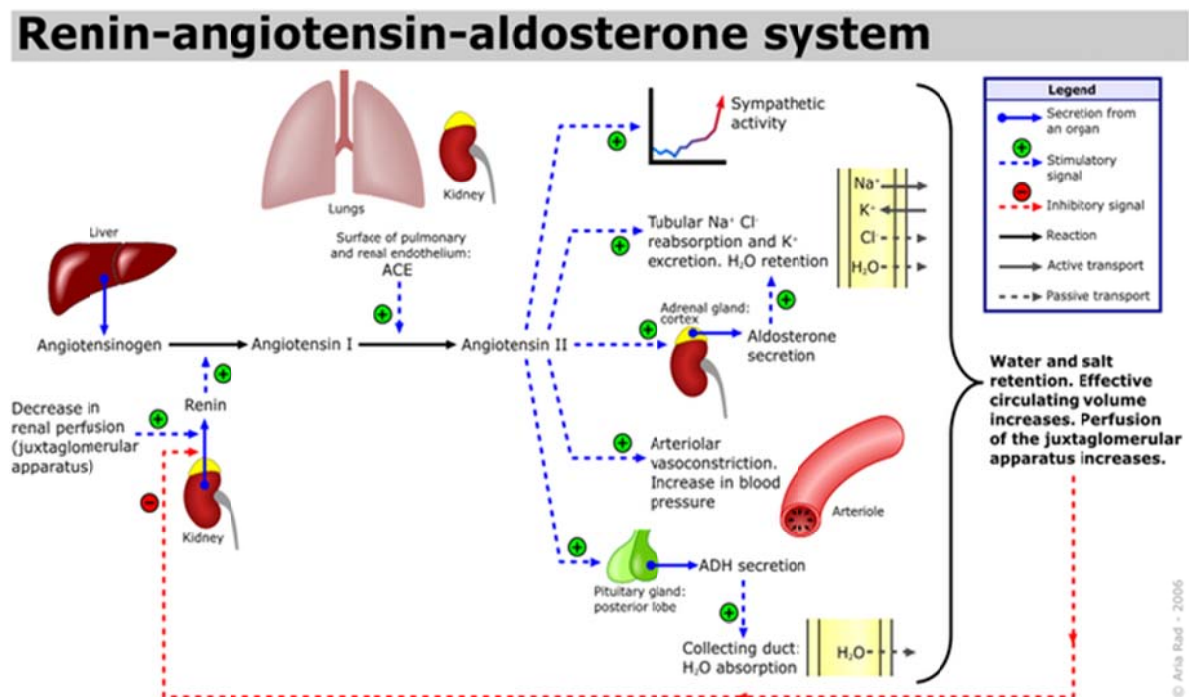 Renin-angiotensin-aldosterone system
Liver
Lungs
Kidney
Surface of pulmonary
and renal endothelium:
ACE
Angiotensinogen
Angiotensin I
Angiotensin II
Renin
Decrease in
renal perfusion
(juxtaglomerular
apparatus)
Kidney
Sympathetic
activity
Tubular Na⁺ Cl⁻
reabsorption and K⁺
excretion. H₂O retention
Adrenal gland:
cortex
Aldosterone
secretion
Arteriolar
vasoconstriction.
Increase in blood
pressure
Arteriole
Pituitary gland:
posterior lobe
ADH secretion
Collecting duct:
H₂O absorption
H₂O
Na⁺
K⁺
Cl⁻
H₂O
Legend
Secretion from
an organ
Stimulatory
signal
Inhibitory signal
Reaction
Active transport
Passive transport
Water and salt
retention. Effective
circulating volume
increases. Perfusion
of the juxtaglomerular
apparatus increases.
© Aria Rad - 2006